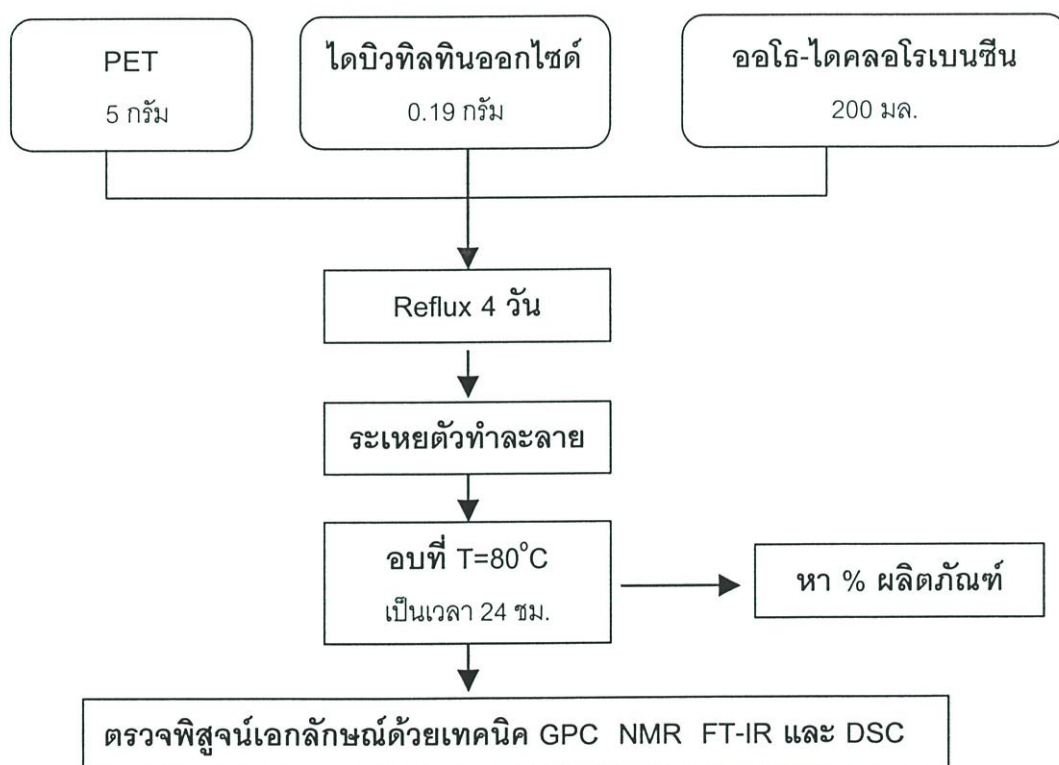 PET
5 กรัม
ไดบิวทิลทินออกไซด์
0.19 กรัม
ออโธ-ไดคลอโรเบนซีน
200 มล.
Reflux 4 วัน
ระเหยตัวทำละลาย
อบที่ T=80°C
เป็นเวลา 24 ชม.
หา % ผลิตภัณฑ์
ตรวจพิสูจน์เอกลักษณ์ด้วยเทคนิค GPC NMR FT-IR และ DSC